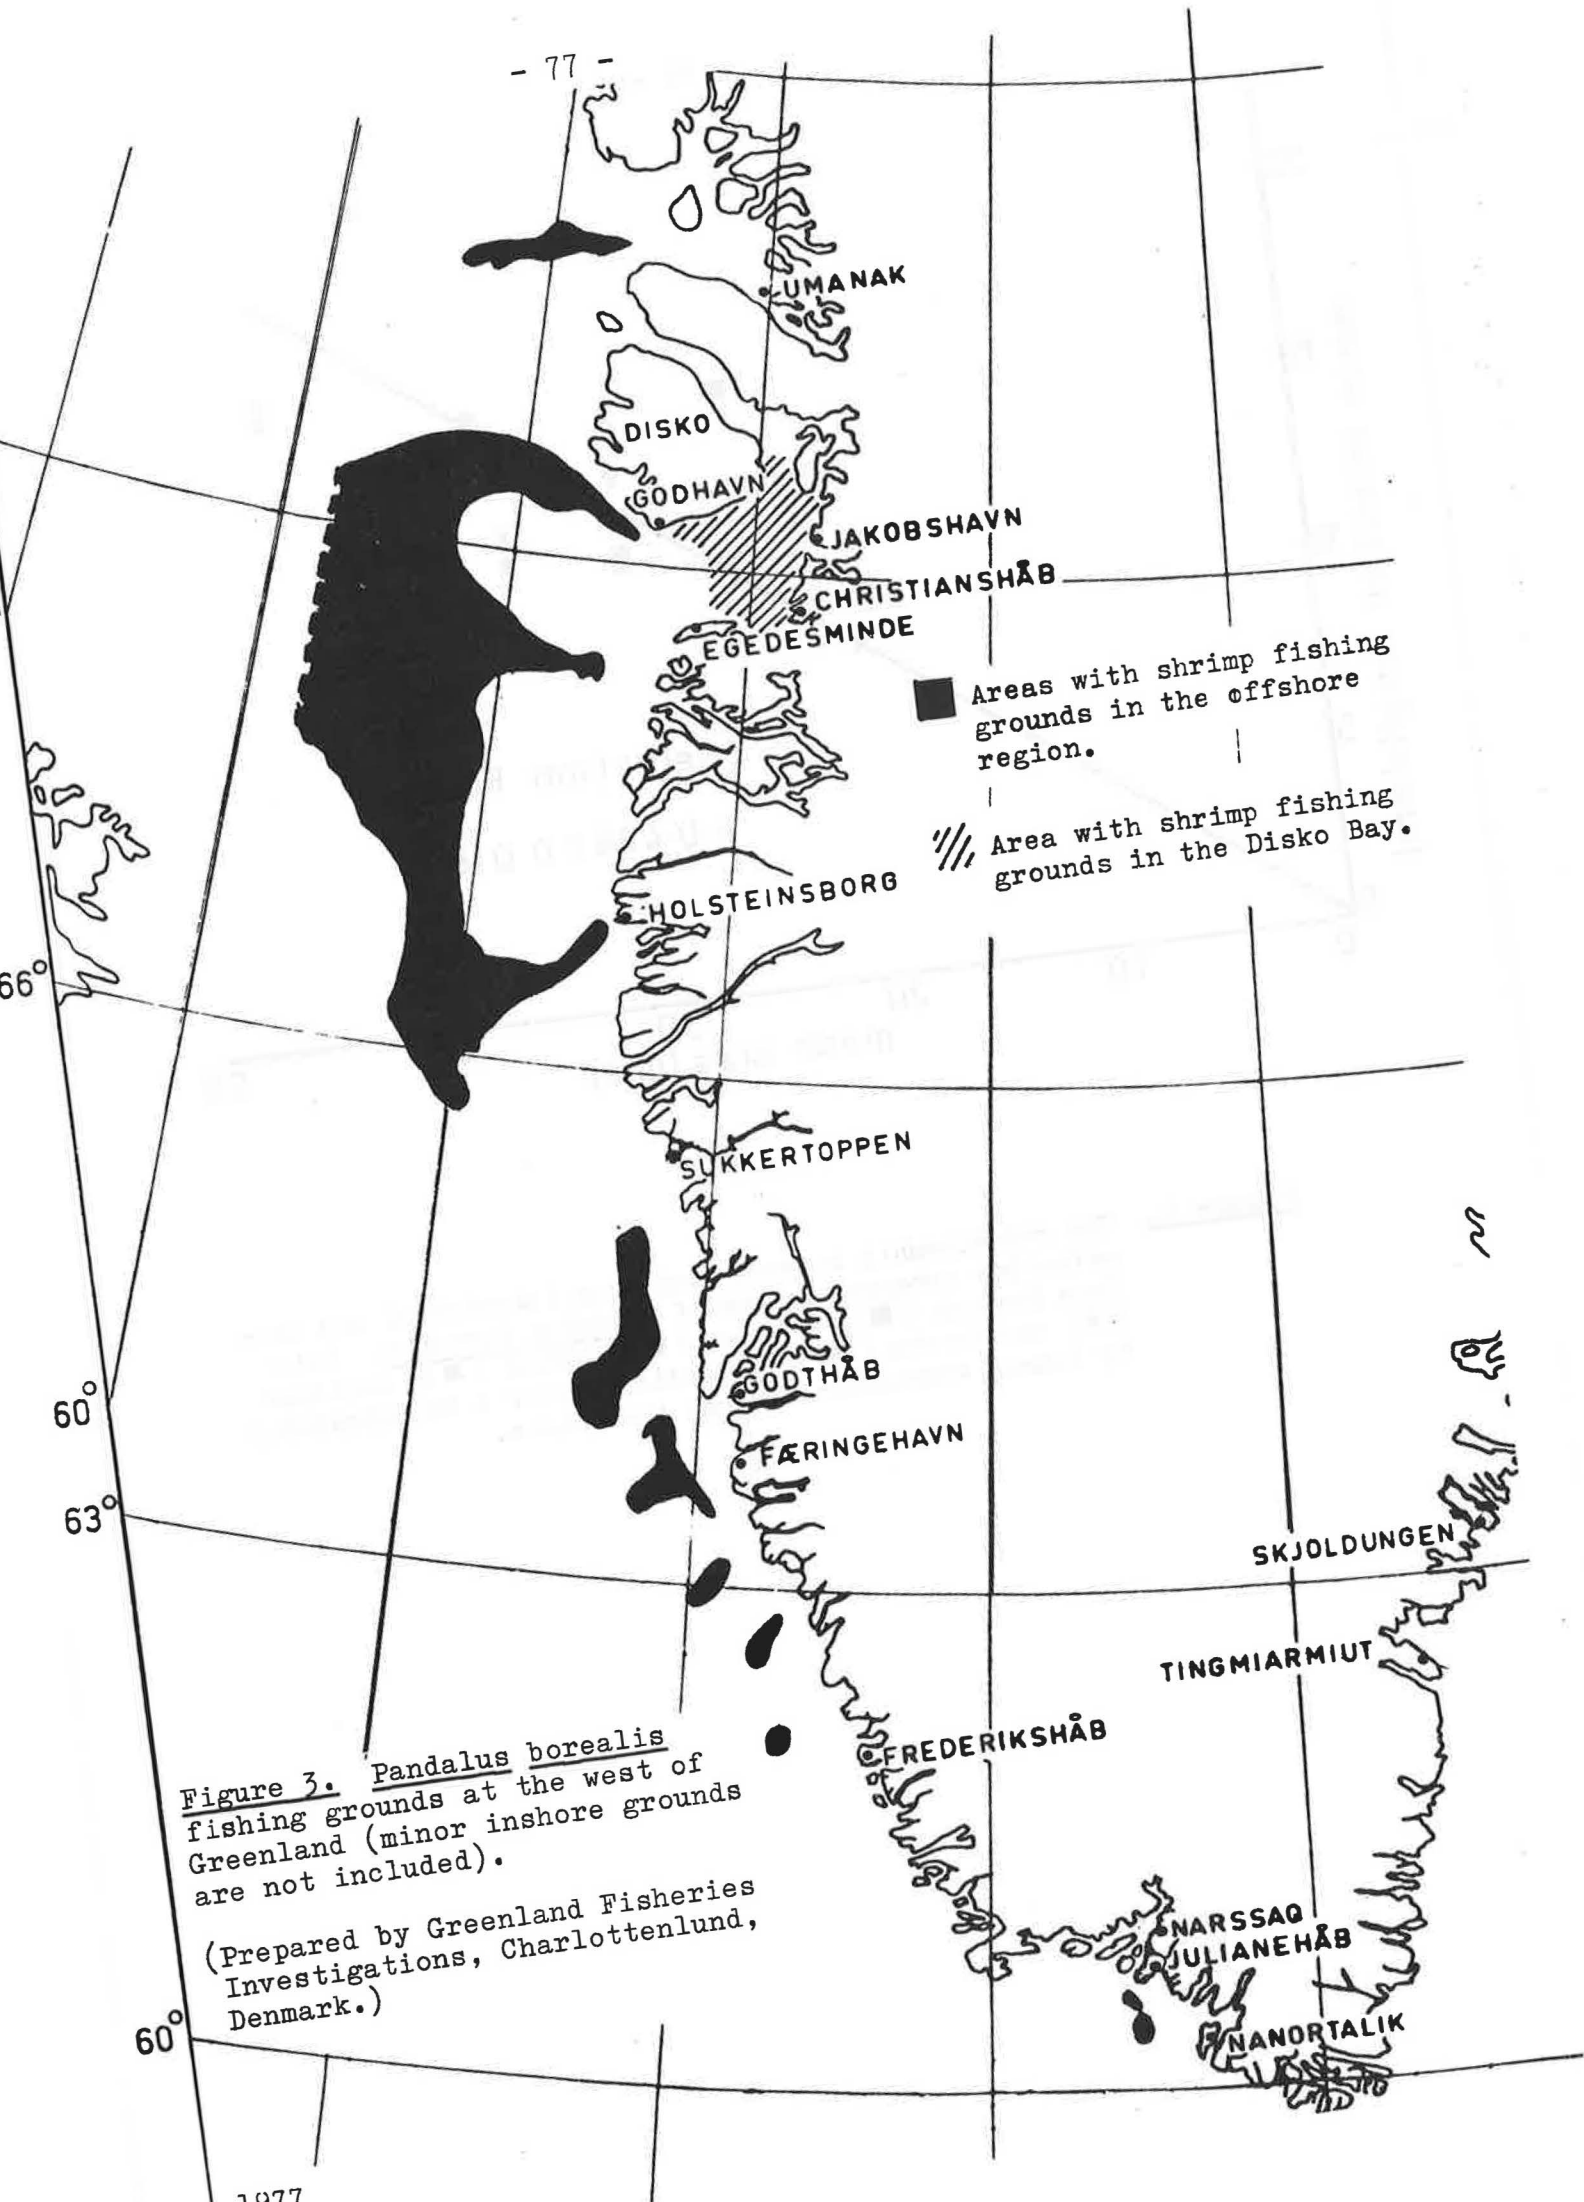 - 77 -
UMANAK
DISKO
GODHAVN
JAKOBSHAVN
CHRISTIANSHÅB
EGEDESMINDE
Areas with shrimp fishing
grounds in the offshore
region.
Area with shrimp fishing
grounds in the Disko Bay.
HOLSTEINSBORG
66°
SUKKERTOPPEN
GODTHÅB
60°
FÆRINGEHAVN
63°
SKJOLDUNGEN
TINGMIARMIUT
FREDERIKSHÅB
Figure 3. Pandalus borealis
fishing grounds at the west of
Greenland (minor inshore grounds
are not included).
(Prepared by Greenland Fisheries
Investigations, Charlottenlund,
Denmark.)
NARSSAQ
JULIANEHÅB
NANORTALIK
60°
1977